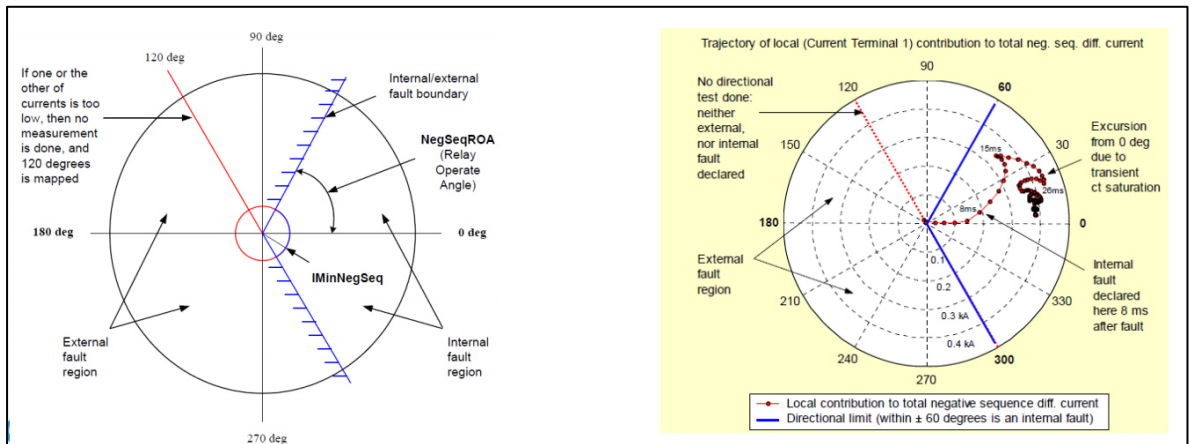 90 deg
120 deg
If one or the
other of
currents is too
low, then no
measurement
is done, and
120 degrees
is mapped
Internal/external
fault boundary
NegSeqROA
(Relay
Operate
Angle)
180 deg
0 deg
IMinNegSeq
External
fault
region
Internal
fault
region
270 deg
Trajectory of local (Current Terminal 1) contribution to total neg. seq. diff. current
No directional
test done:
neither
external,
nor internal
fault
declared
90
120
60
150
30
180
0
210
330
240
300
270
15ms
26ms
8ms
0.1
0.2
0.3 kA
0.4 kA
Excursion
from 0 deg
due to
transient
ct saturation
External
fault
region
Internal
fault
declared
here 8 ms
after fault
Local contribution to total negative sequence diff. current
Directional limit (within ± 60 degrees is an internal fault)